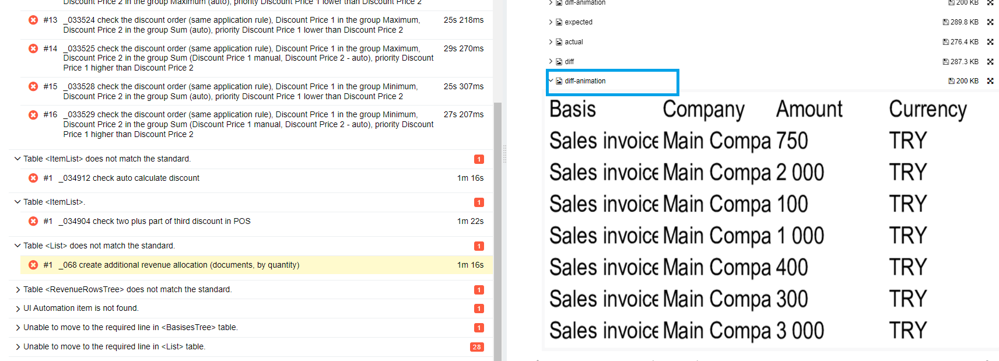 Discount Price 2 in the group Maximum (auto), priority Discount Price 1 lower than Discount Price 2
#13 _033524 check the discount order (same application rule), Discount Price 1 in the group Maximum, 25s 218ms
Discount Price 2 in the group Sum (auto), priority Discount Price 1 lower than Discount Price 2
#14 _033525 check the discount order (same application rule), Discount Price 1 in the group Maximum, 29s 270ms
Discount Price 2 in the group Sum (Discount Price 1 manual, Discount Price 2 - auto), priority Discount
Price 1 higher than Discount Price 2
#15 _033528 check the discount order (same application rule), Discount Price 1 in the group Minimum, 25s 307ms
Discount Price 2 in the group Sum (auto), priority Discount Price 1 lower than Discount Price 2
#16 _033529 check the discount order (same application rule), Discount Price 1 in the group Minimum, 27s 207ms
Discount Price 2 in the group Sum (Discount Price 1 manual, Discount Price 2 - auto), priority Discount
Price 1 higher than Discount Price 2
Table <ItemList> does not match the standard. 1
#1 _034912 check auto calculate discount 1m 16s
Table <ItemList>. 1
#1 _034904 check two plus part of third discount in POS 1m 22s
Table <List> does not match the standard. 1
#1 _068 create additional revenue allocation (documents, by quantity) 1m 16s
Table <RevenueRowsTree> does not match the standard. 1
UI Automation item is not found. 1
Unable to move to the required line in <BasisesTree> table. 1
Unable to move to the required line in <List> table. 28
diff-animation 200 KB
expected 289.8 KB
actual 276.4 KB
diff 287.3 KB
diff-animation 200 KB
Basis Company Amount Currency
Sales invoice Main Compa 750 TRY
Sales invoice Main Compa 2 000 TRY
Sales invoice Main Compa 100 TRY
Sales invoice Main Compa 1 000 TRY
Sales invoice Main Compa 400 TRY
Sales invoice Main Compa 300 TRY
Sales invoice Main Compa 3 000 TRY